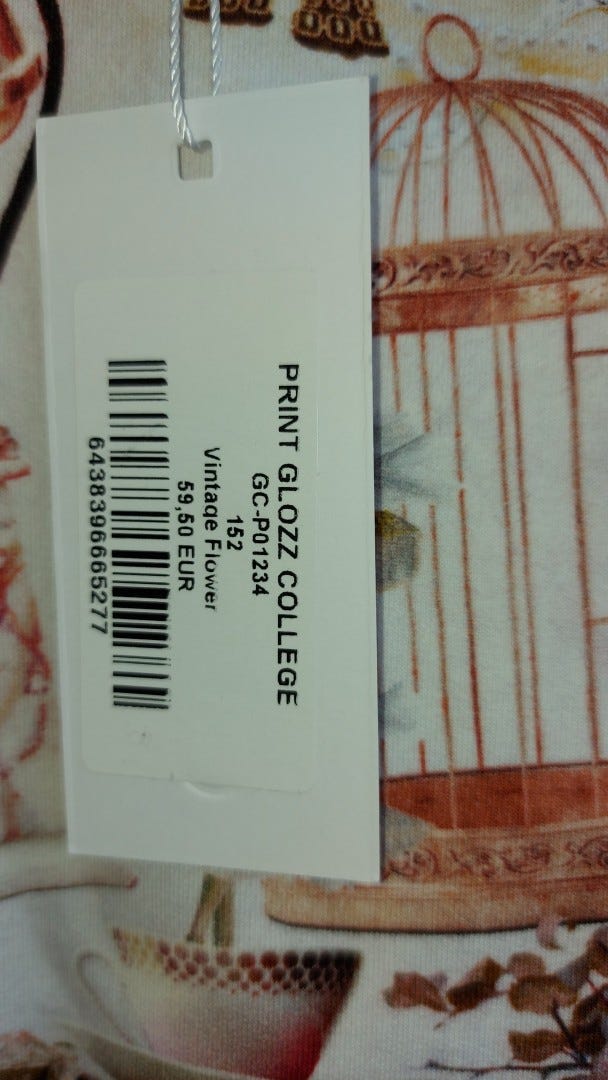 PRINT GLOZZ COLLEGE
GC-P01234
152
Vintage Flower
59,50 EUR
6438396665277